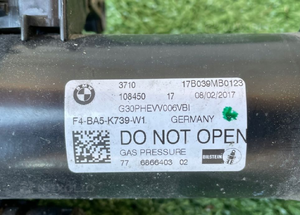 BMW
3710 17B039MB0123
108450 17 08/02/2017
G30PHEVV006VBI
F4-BA5-K739-W1 GERMANY
DO NOT OPEN
GAS PRESSURE BILSTEIN
77. 6866403 02